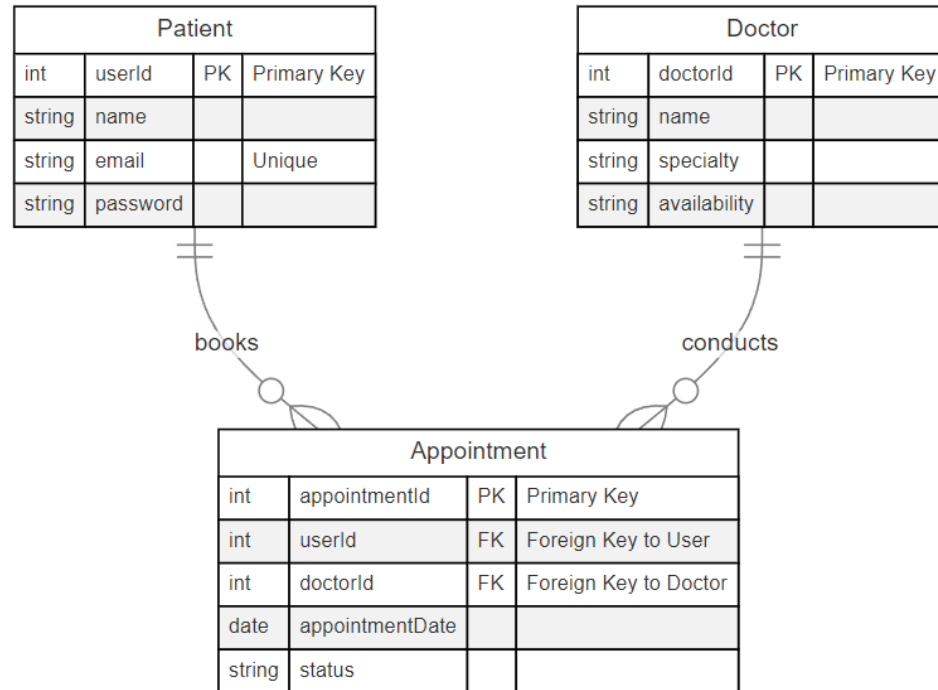 Patient
int userId PK Primary Key
string name
string email Unique
string password
Doctor
int doctorId PK Primary Key
string name
string specialty
string availability
books
conducts
Appointment
int appointmentId PK Primary Key
int userId FK Foreign Key to User
int doctorId FK Foreign Key to Doctor
date appointmentDate
string status